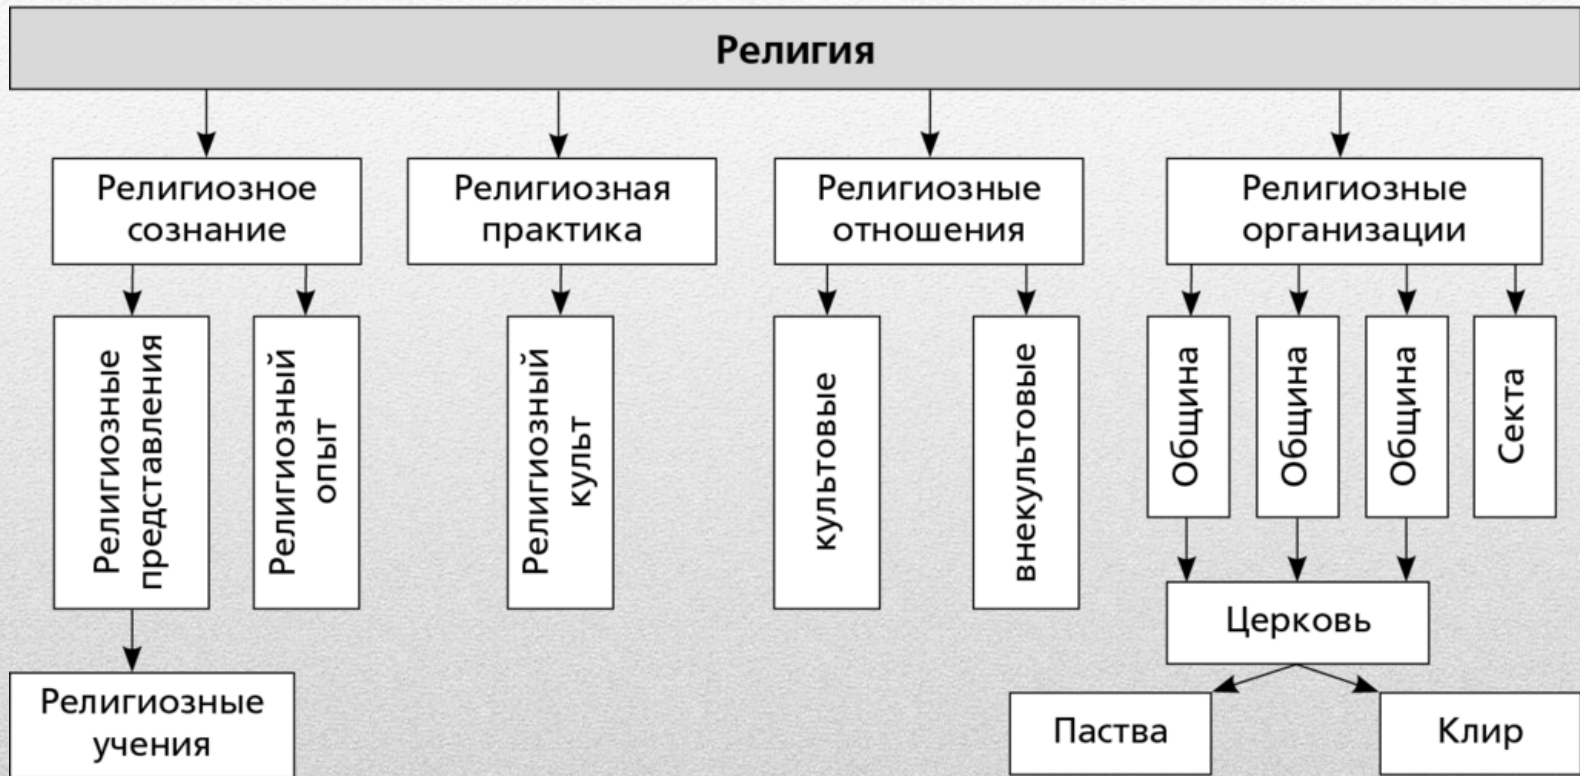 Религия
Религиозное
сознание
Религиозная
практика
Религиозные
отношения
Религиозные
организации
Религиозные
представления
Религиозный
опыт
Религиозный
культ
культовые
внекультовые
Община
Община
Община
Секта
Церковь
Религиозные
учения
Паства
Клир